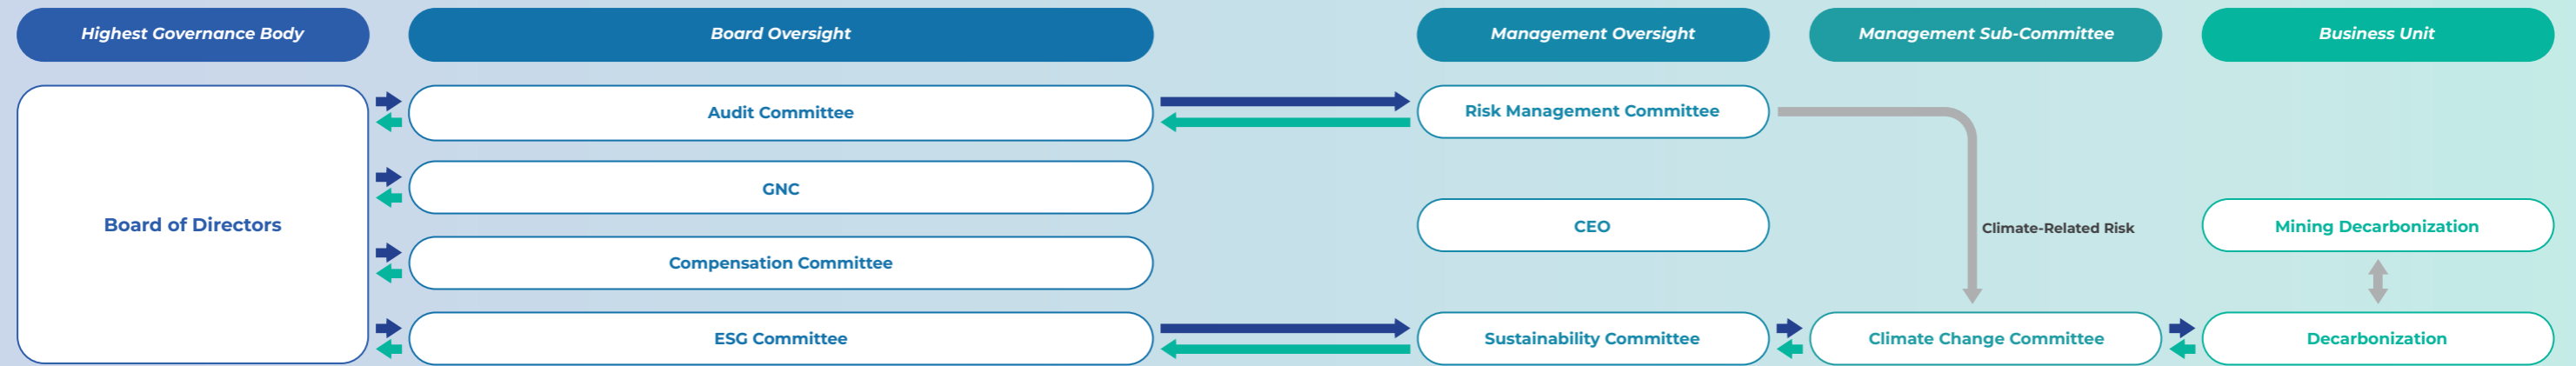 Highest Governance Body
Board Oversight
Management Oversight
Management Sub-Committee
Business Unit
Board of Directors
Audit Committee
GNC
Compensation Committee
ESG Committee
Risk Management Committee
CEO
Sustainability Committee
Climate-Related Risk
Climate Change Committee
Mining Decarbonization
Decarbonization